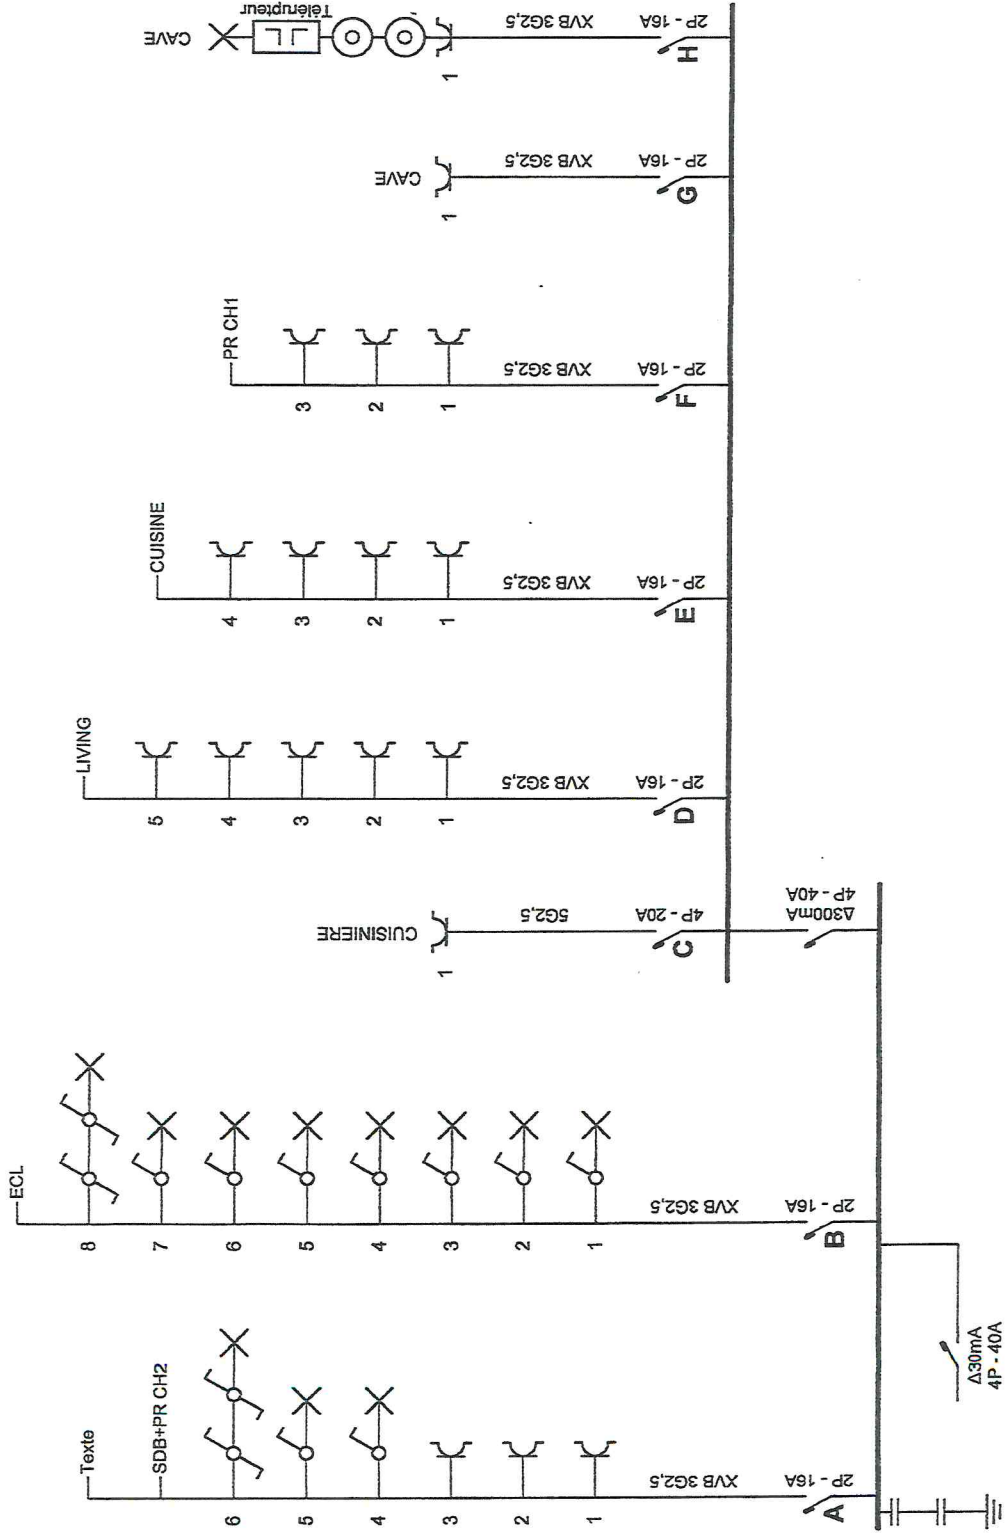 Texte
SDB+PR CH2
6
5
4
3
2
1
XVB 3G2,5
2P - 16A
A
ECL
8
7
6
5
4
3
2
1
XVB 3G2,5
2P - 16A
B
Δ30mA
4P - 40A
CUISINIERE
1
5G2,5
4P - 20A
C
Δ300mA
4P - 40A
LIVING
5
4
3
2
1
XVB 3G2,5
2P - 16A
D
CUISINE
4
3
2
1
XVB 3G2,5
2P - 16A
E
PR CH1
3
2
1
XVB 3G2,5
2P - 16A
F
CAVE
1
XVB 3G2,5
2P - 16A
G
CAVE
Télérupteur
1
XVB 3G2,5
2P - 16A
H